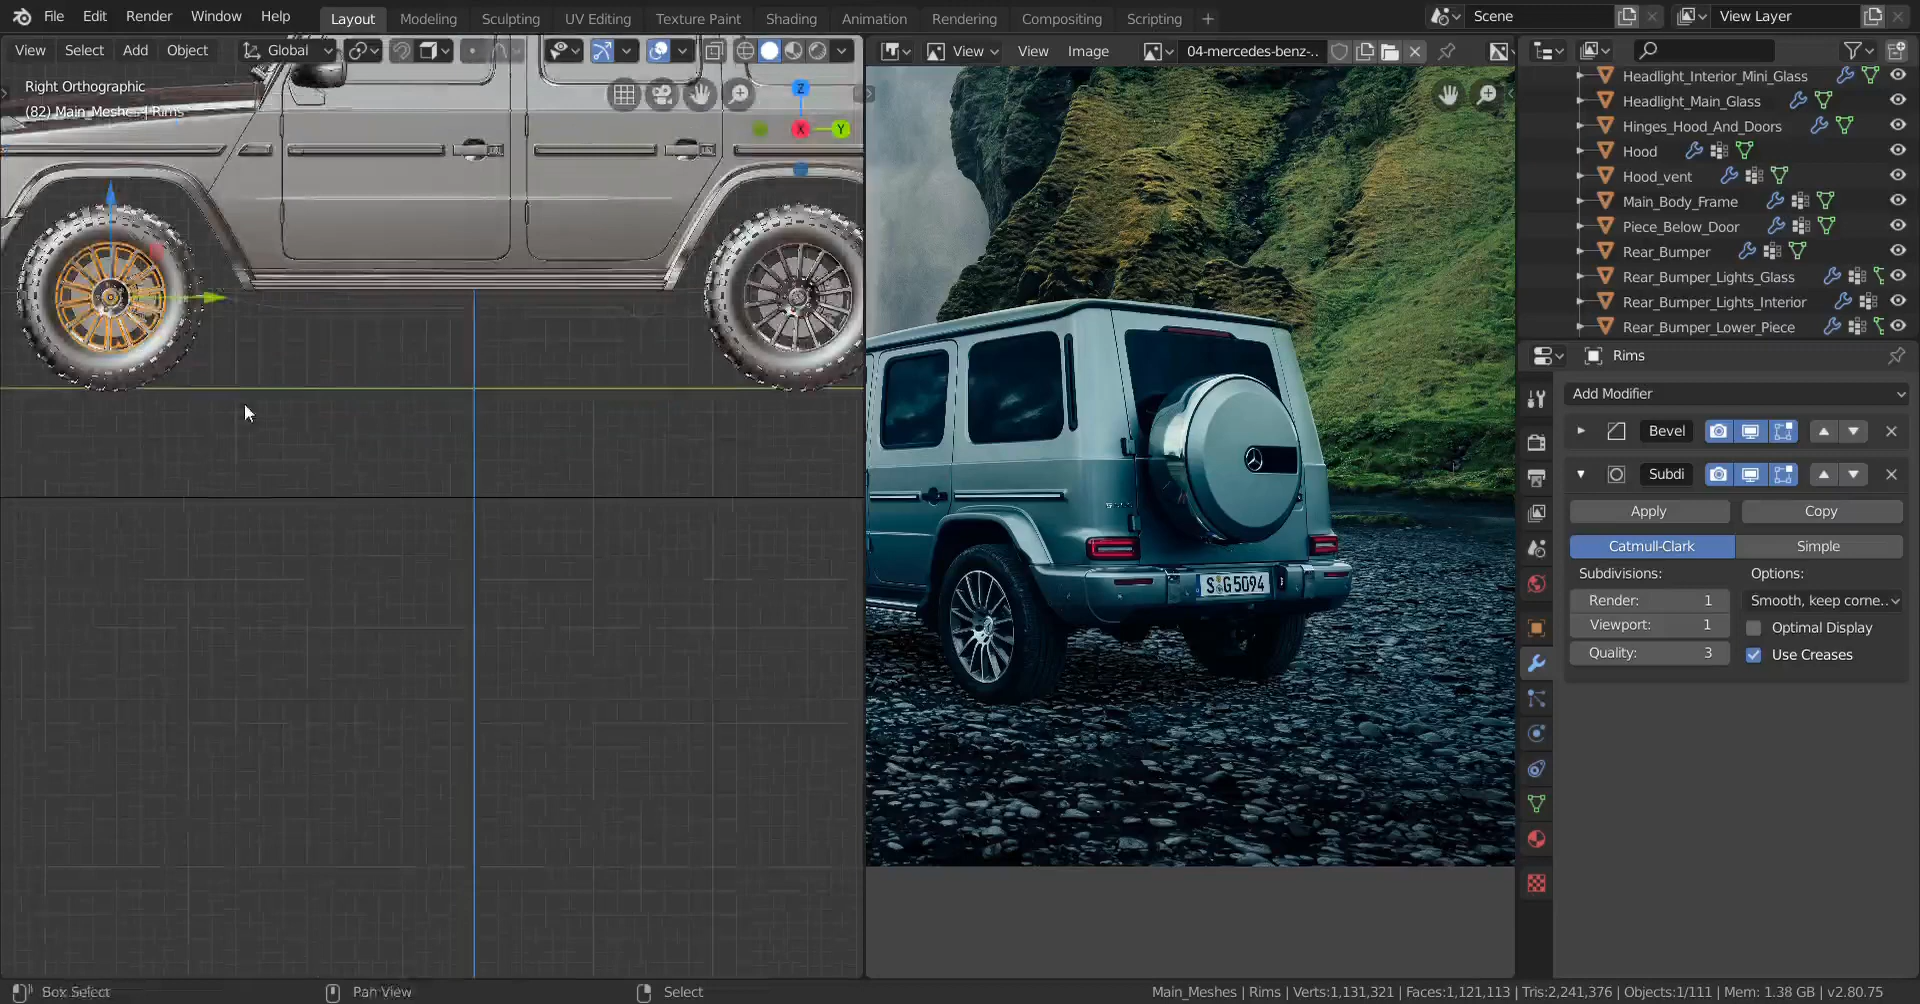 File Edit Render Window Help Layout Modeling Sculpting UV Editing Texture Paint Shading Animation Rendering Compositing Scripting + Scene View Layer
View Select Add Object Global View View Image 04-mercedes-benz-..
Right Orthographic
(82) Main_Meshes | Rims
Z
X Y
S G 5094
Headlight_Interior_Mini_Glass
Headlight_Main_Glass
Hinges_Hood_And_Doors
Hood
Hood_vent
Main_Body_Frame
Piece_Below_Door
Rear_Bumper
Rear_Bumper_Lights_Glass
Rear_Bumper_Lights_Interior
Rear_Bumper_Lower_Piece
Rims
Add Modifier
Bevel
Subdi
Apply Copy
Catmull-Clark Simple
Subdivisions: Options:
Render: 1 Smooth, keep corne..
Viewport: 1 Optimal Display
Quality: 3 Use Creases
Box Select Pan View Select Main_Meshes | Rims | Verts:1,131,321 | Faces:1,121,113 | Tris:2,241,376 | Objects:1/111 | Mem: 1.38 GB | v2.80.75